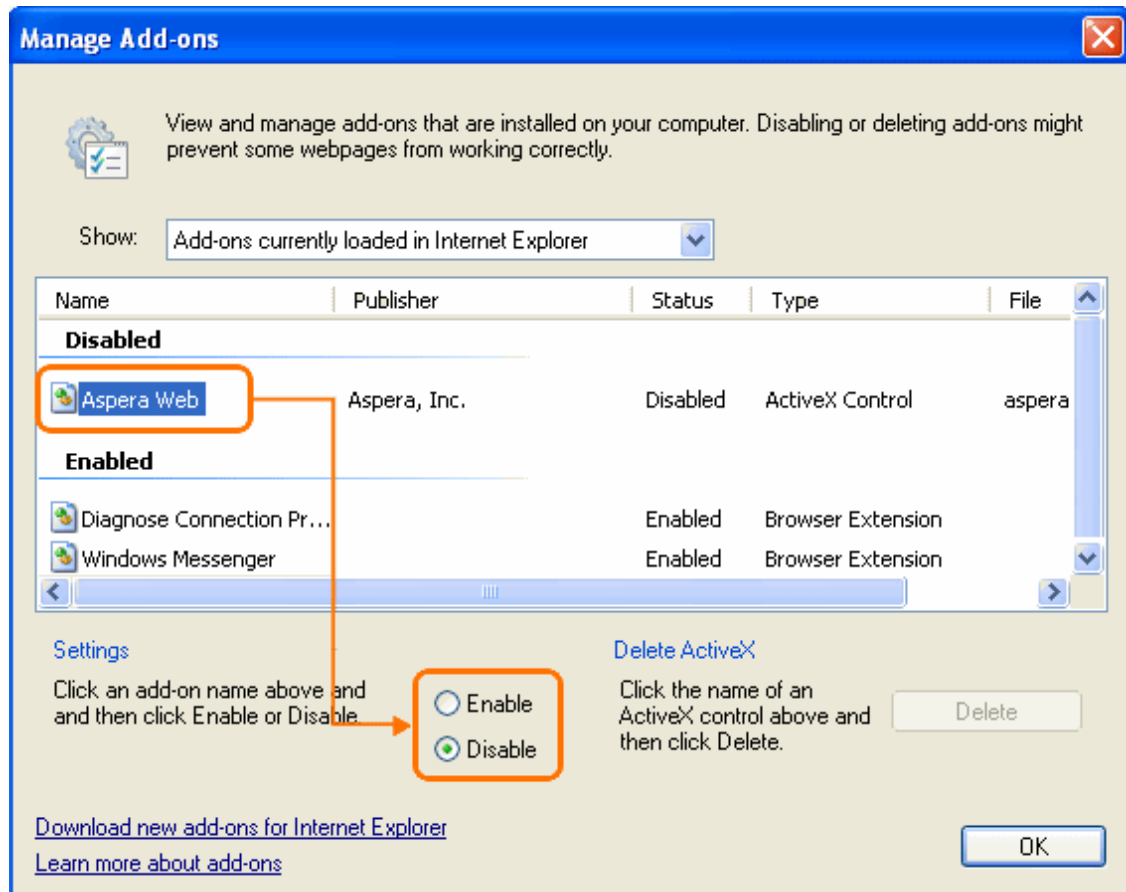 Manage Add-ons
View and manage add-ons that are installed on your computer. Disabling or deleting add-ons might
prevent some webpages from working correctly.
Show: Add-ons currently loaded in Internet Explorer
Name Publisher Status Type File
Disabled
Aspera Web Aspera, Inc. Disabled ActiveX Control aspera
Enabled
Diagnose Connection Pr... Enabled Browser Extension
Windows Messenger Enabled Browser Extension
Settings
Click an add-on name above and
and then click Enable or Disable.
Enable
Disable
Delete ActiveX
Click the name of an
ActiveX control above and
then click Delete.
Delete
Download new add-ons for Internet Explorer
Learn more about add-ons
OK